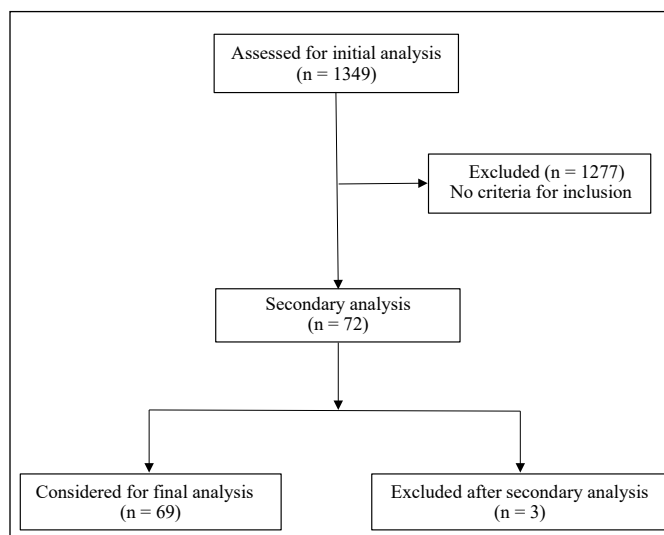 Assessed for initial analysis
(n = 1349)
Excluded (n = 1277)
No criteria for inclusion
Secondary analysis
(n = 72)
Considered for final analysis
(n = 69)
Excluded after secondary analysis
(n = 3)